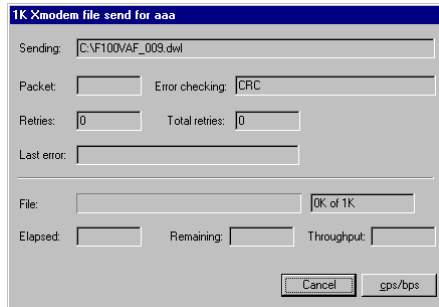 1K Xmodem file send for aaa
Sending: C:\F100VAF_009.dwl
Packet: Error checking: CRC
Retries: 0 Total retries: 0
Last error:
File: 0K of 1K
Elapsed: Remaining: Throughput:
Cancel cps/bps